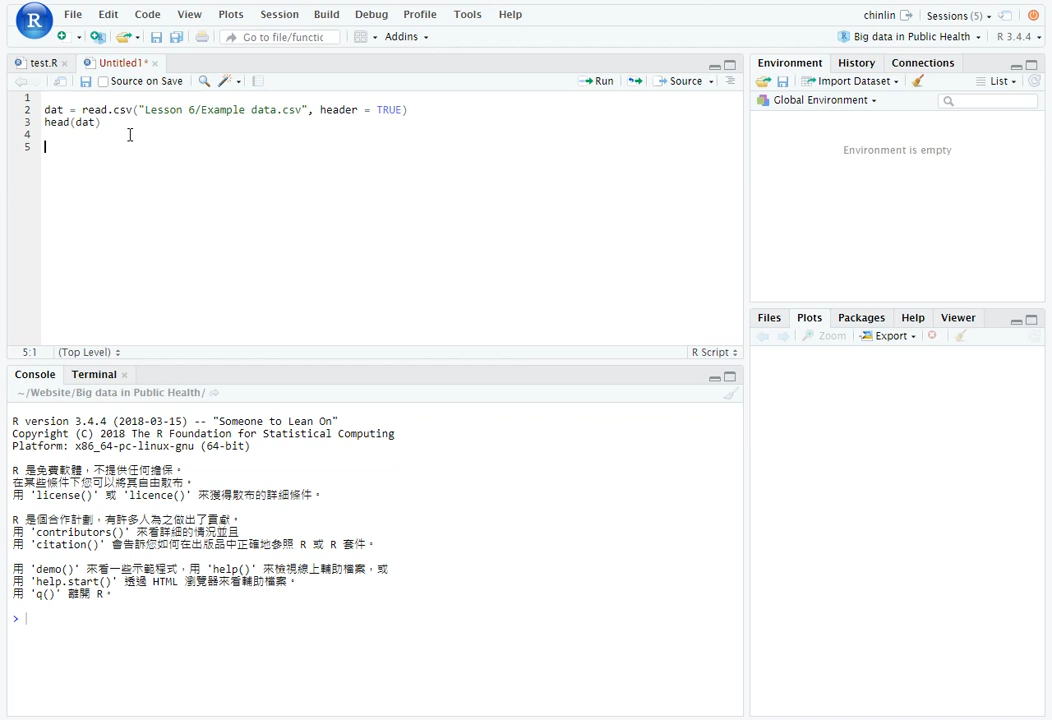 R File Edit Code View Plots Session Build Debug Profile Tools Help chinlin Sessions (5)
Go to file/functic Addins Big data in Public Health R 3.4.4
test.R Untitled1*
Source on Save Run Source
1
2 dat = read.csv("Lesson 6/Example data.csv", header = TRUE)
3 head(dat)
4
5
5:1 (Top Level) R Script
Console Terminal
~/Website/Big data in Public Health/
R version 3.4.4 (2018-03-15) -- "Someone to Lean On"
Copyright (C) 2018 The R Foundation for Statistical Computing
Platform: x86_64-pc-linux-gnu (64-bit)
R 是免費軟體，不提供任何擔保。
在某些條件下您可以將其自由散布。
用 'license()' 或 'licence()' 來獲得散布的詳細條件。
R 是個合作計劃，有許多人為之做出了貢獻。
用 'contributors()' 來看詳細的情況並且
用 'citation()' 會告訴您如何在出版品中正確地參照 R 或 R 套件。
用 'demo()' 來看一些示範程式，用 'help()' 來檢視線上輔助檔案，或
用 'help.start()' 透過 HTML 瀏覽器來看輔助檔案。
用 'q()' 離開 R。
>
Environment History Connections
Import Dataset List
Global Environment
Environment is empty
Files Plots Packages Help Viewer
Zoom Export